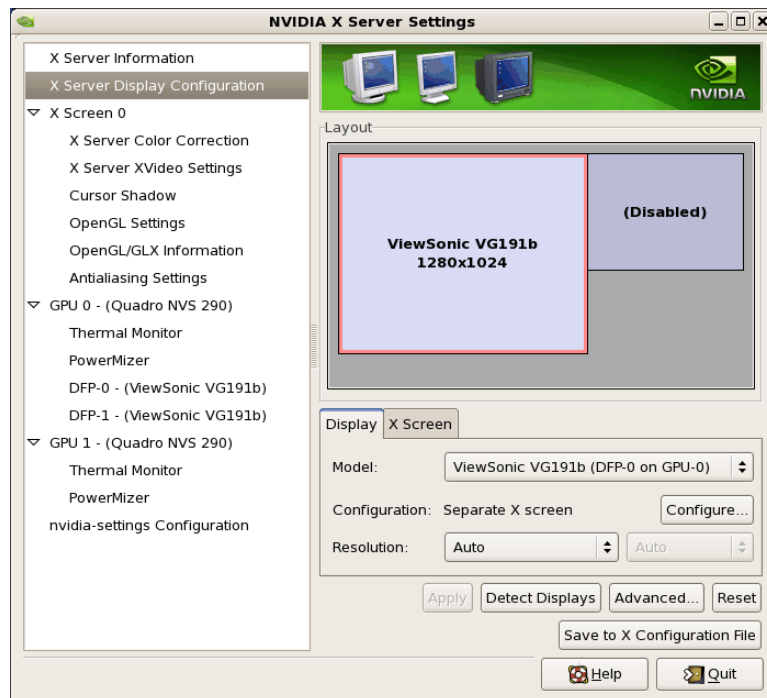 NVIDIA X Server Settings
X Server Information
X Server Display Configuration
X Screen 0
X Server Color Correction
X Server XVideo Settings
Cursor Shadow
OpenGL Settings
OpenGL/GLX Information
Antialiasing Settings
GPU 0 - (Quadro NVS 290)
Thermal Monitor
PowerMizer
DFP-0 - (ViewSonic VG191b)
DFP-1 - (ViewSonic VG191b)
GPU 1 - (Quadro NVS 290)
Thermal Monitor
PowerMizer
nvidia-settings Configuration
NVIDIA
Layout
ViewSonic VG191b
1280x1024
(Disabled)
Display X Screen
Model: ViewSonic VG191b (DFP-0 on GPU-0)
Configuration: Separate X screen Configure...
Resolution: Auto Auto
Apply Detect Displays Advanced... Reset
Save to X Configuration File
Help Quit